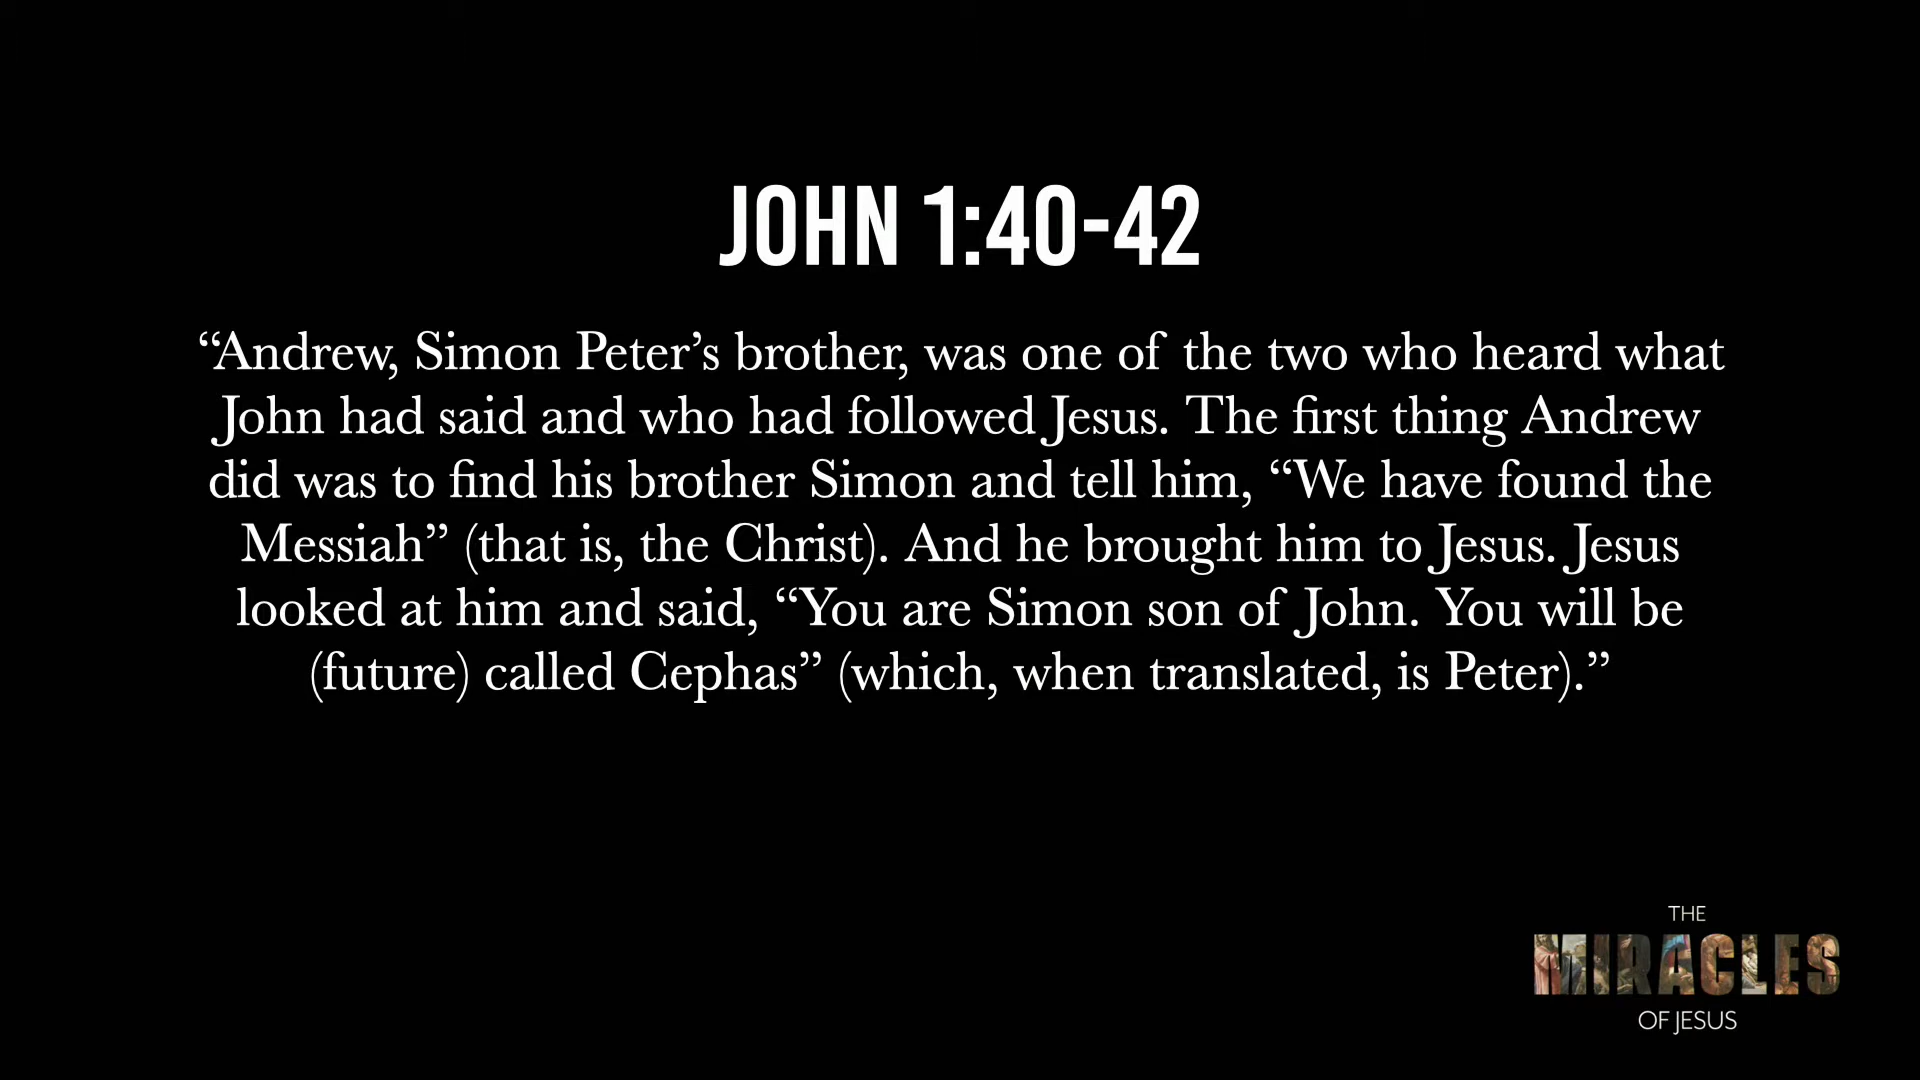 JOHN 1:40-42
“Andrew, Simon Peter’s brother, was one of the two who heard what
John had said and who had followed Jesus. The first thing Andrew
did was to find his brother Simon and tell him, “We have found the
Messiah” (that is, the Christ). And he brought him to Jesus. Jesus
looked at him and said, “You are Simon son of John. You will be
(future) called Cephas” (which, when translated, is Peter).”
THE
MIRACLES
OF JESUS